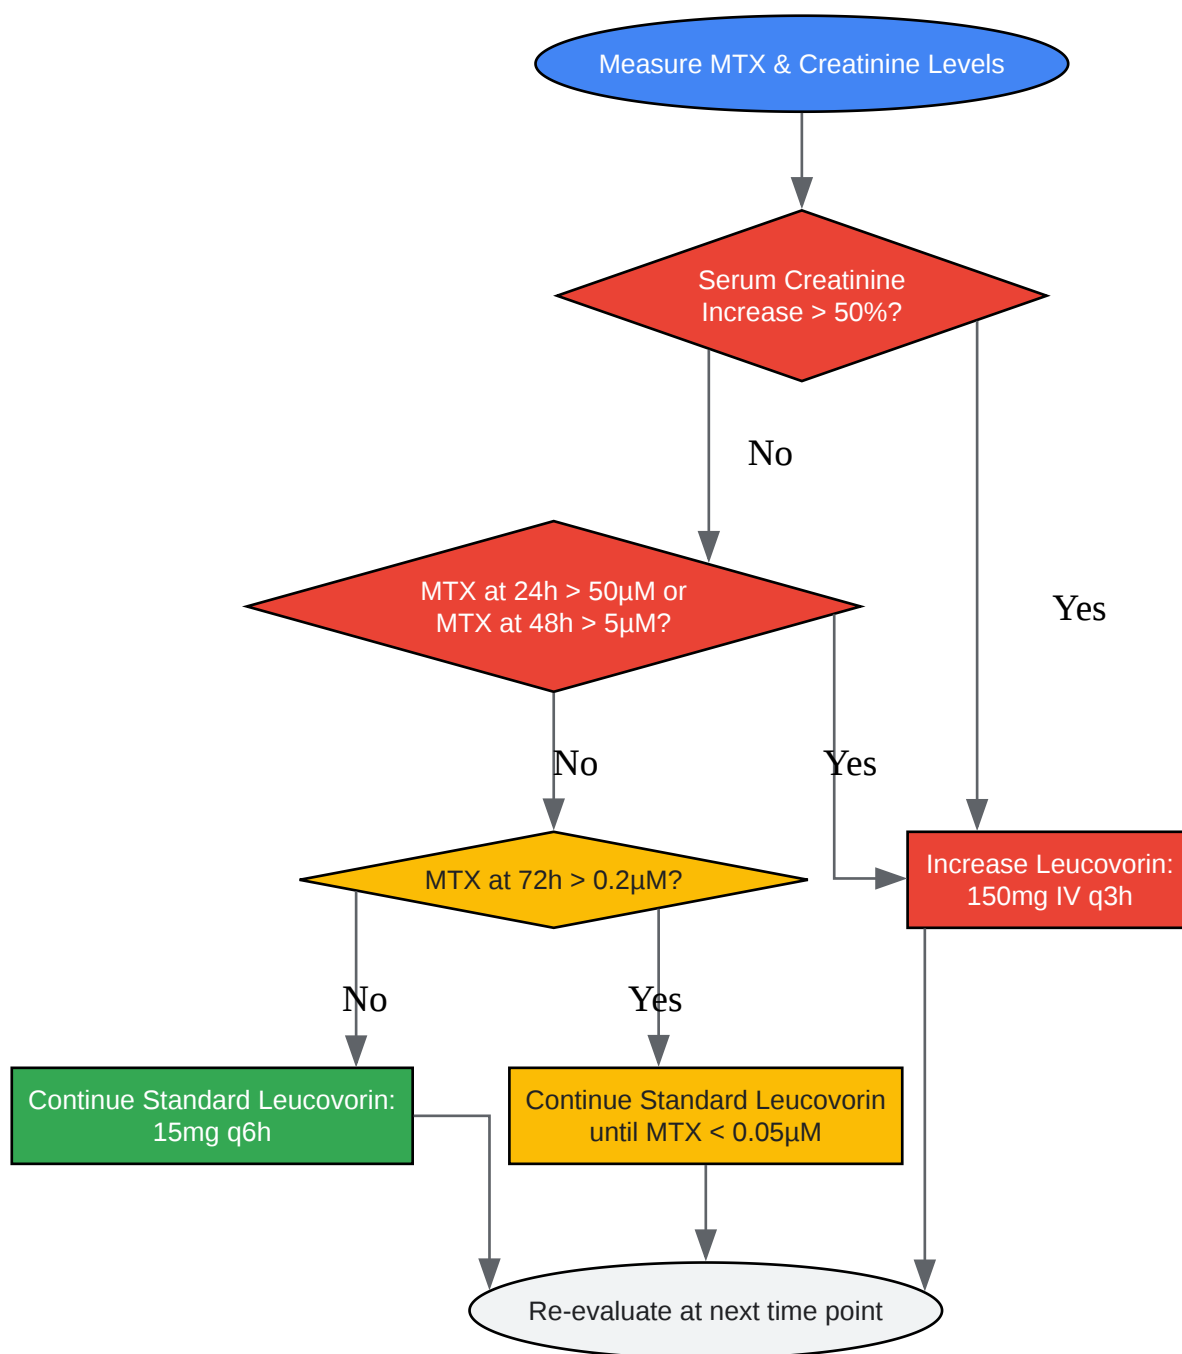 Measure MTX & Creatinine Levels
Serum Creatinine
Increase > 50%?
No
Yes
MTX at 24h > 50µM or
MTX at 48h > 5µM?
No
Yes
MTX at 72h > 0.2µM?
Increase Leucovorin:
150mg IV q3h
No
Yes
Continue Standard Leucovorin:
15mg q6h
Continue Standard Leucovorin
until MTX < 0.05µM
Re-evaluate at next time point